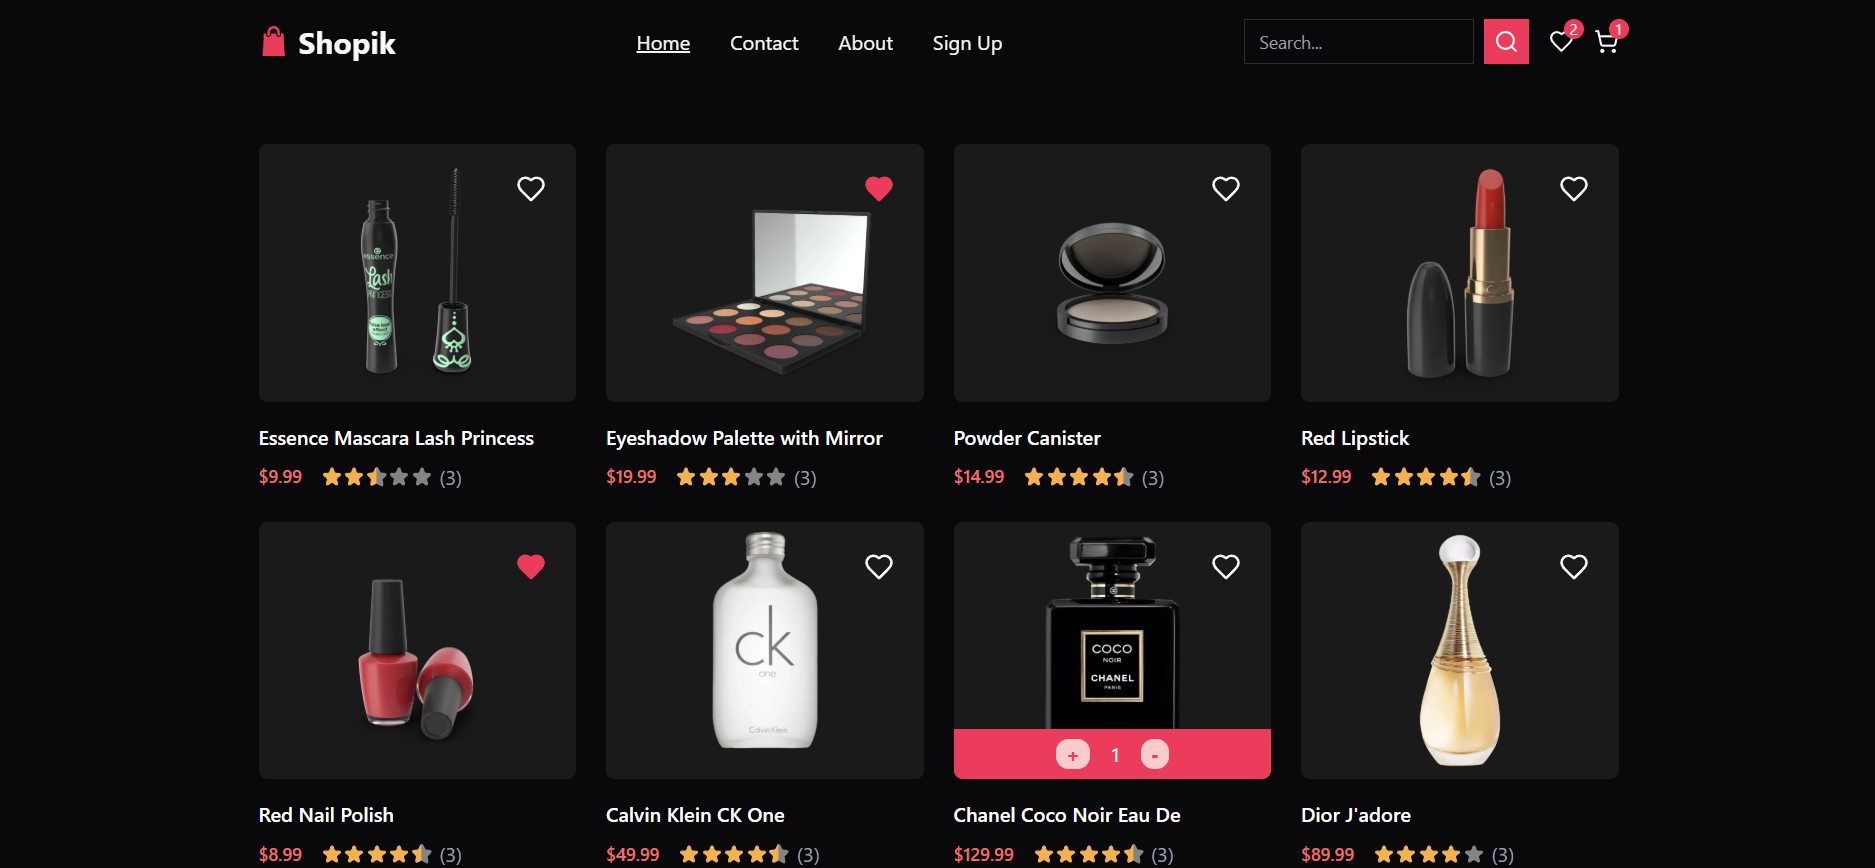 Shopik
Home Contact About Sign Up
Search...
2
1
essence
Lash
PRINCESS
false lash
effect
Essence Mascara Lash Princess
Eyeshadow Palette with Mirror
Powder Canister
Red Lipstick
$9.99 (3)
$19.99 (3)
$14.99 (3)
$12.99 (3)
ck
one
Calvin Klein
COCO
NOIR
CHANEL
PARIS
+ 1 -
Red Nail Polish
Calvin Klein CK One
Chanel Coco Noir Eau De
Dior J'adore
$8.99 (3)
$49.99 (3)
$129.99 (3)
$89.99 (3)